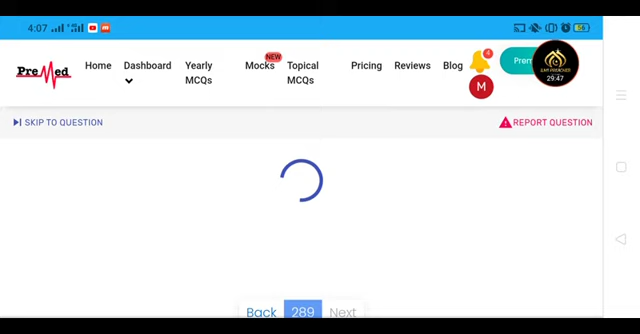 4:07
PreMed
Home
Dashboard
Yearly
MCQs
Mocks
NEW
Topical
MCQs
Pricing
Reviews
Blog
4
M
29:47
SKIP TO QUESTION
REPORT QUESTION
Back 289 Next